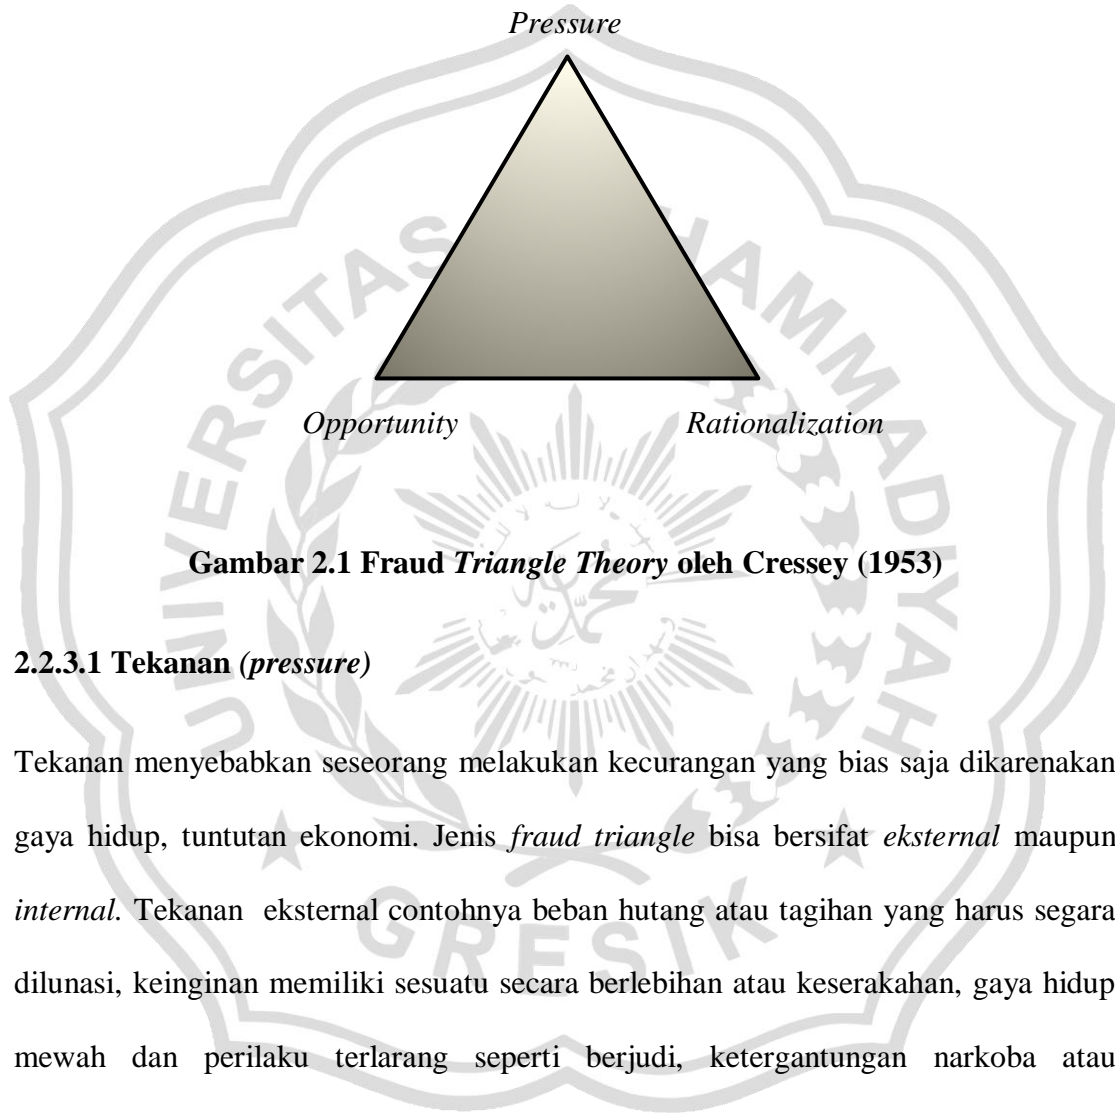 Pressure
Opportunity Rationalization
Gambar 2.1 Fraud Triangle Theory oleh Cressey (1953)
2.2.3.1 Tekanan (pressure)
Tekanan menyebabkan seseorang melakukan kecurangan yang bias saja dikarenakan
gaya hidup, tuntutan ekonomi. Jenis fraud triangle bisa bersifat eksternal maupun
internal. Tekanan eksternal contohnya beban hutang atau tagihan yang harus segara
dilunasi, keinginan memiliki sesuatu secara berlebihan atau keserakahan, gaya hidup
mewah dan perilaku terlarang seperti berjudi, ketergantungan narkoba atau
UNIVERSITAS HAMMADIYAH
GRESIK